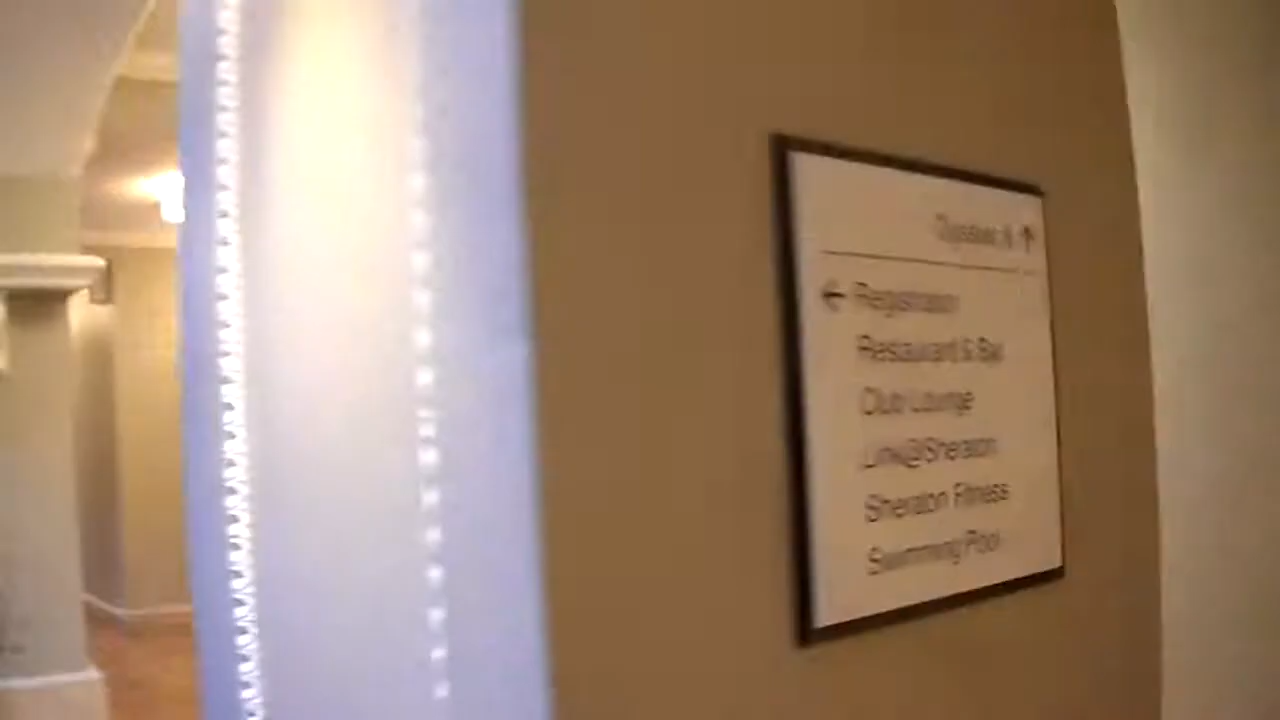 ↑
← Registration
Restaurant & Bar
Club Lounge
Link@Sheraton
Sheraton Fitness
Swimming Pool